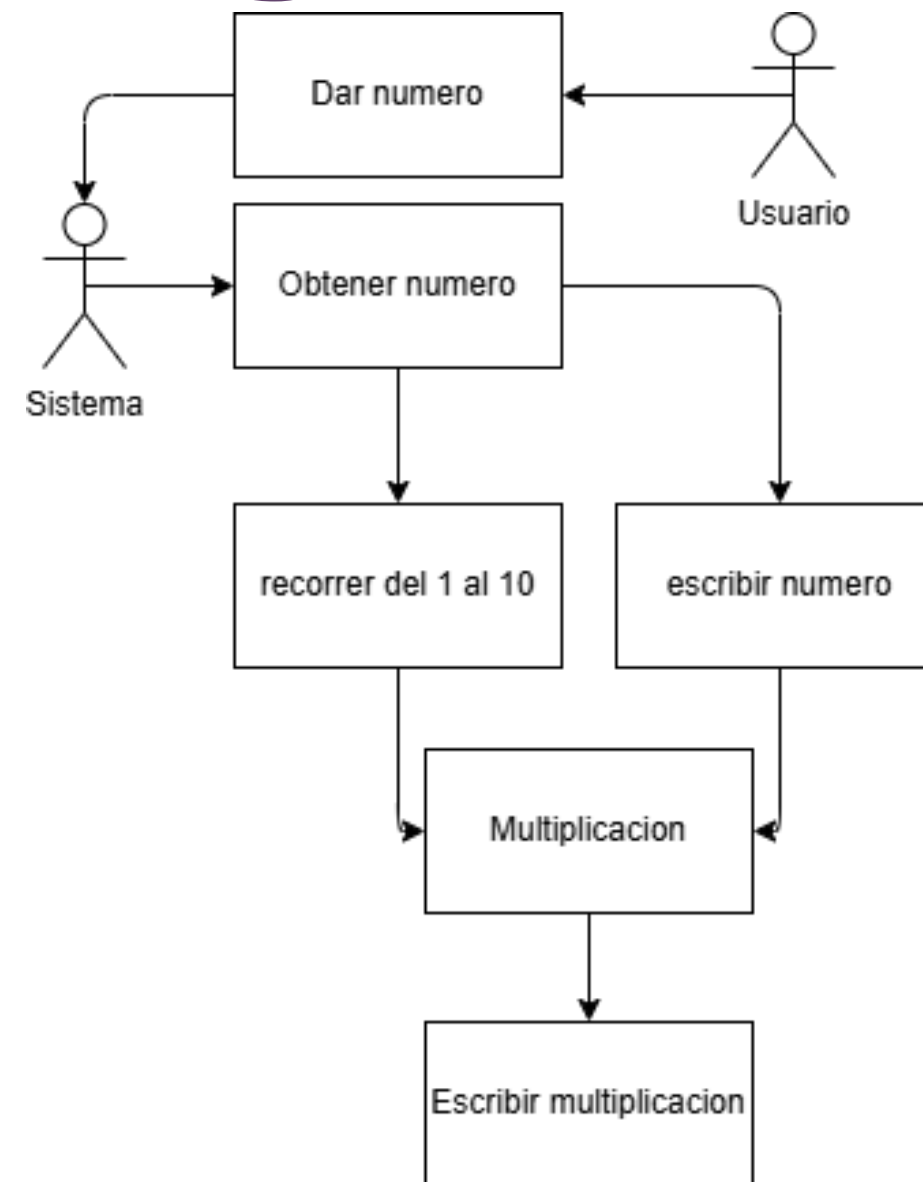 Dar numero
Usuario
Obtener numero
Sistema
recorrer del 1 al 10
escribir numero
Multiplicacion
Escribir multiplicacion